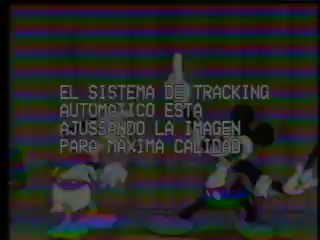 EL SISTEMA DE TRACKING
AUTOMATICO ESTA
AJUSSANDO LA IMAGEN
PARA MAXIMA CALIDAD